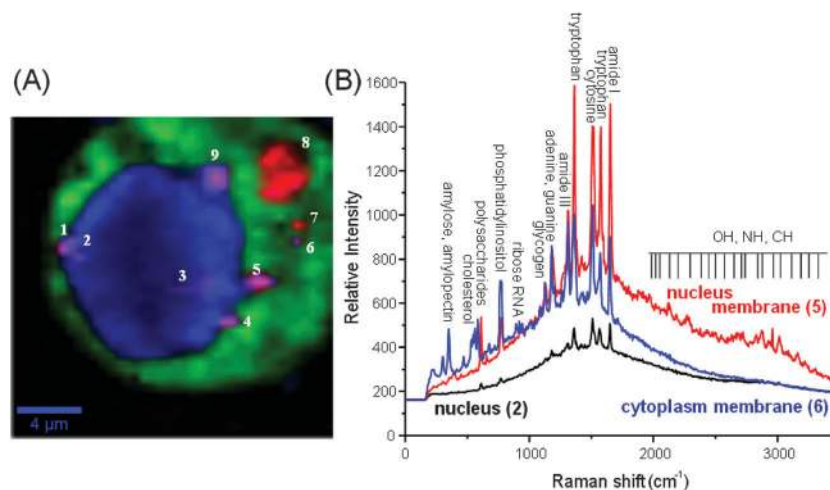 (A)
1
2
3
4
5
6
7
8
9
4 µm
(B)
Relative Intensity
1600
1400
1200
1000
800
600
400
200
0
amylose, amylopectin
polysaccharides
cholesterol
phosphatidylinositol
ribose RNA
glycogen
adenine, guanine
amide III
tryptophan
cytosine
tryptophan
amide I
OH, NH, CH
nucleus
membrane (5)
nucleus (2)
cytoplasm membrane (6)
0
1000
2000
3000
Raman shift (cm⁻¹)